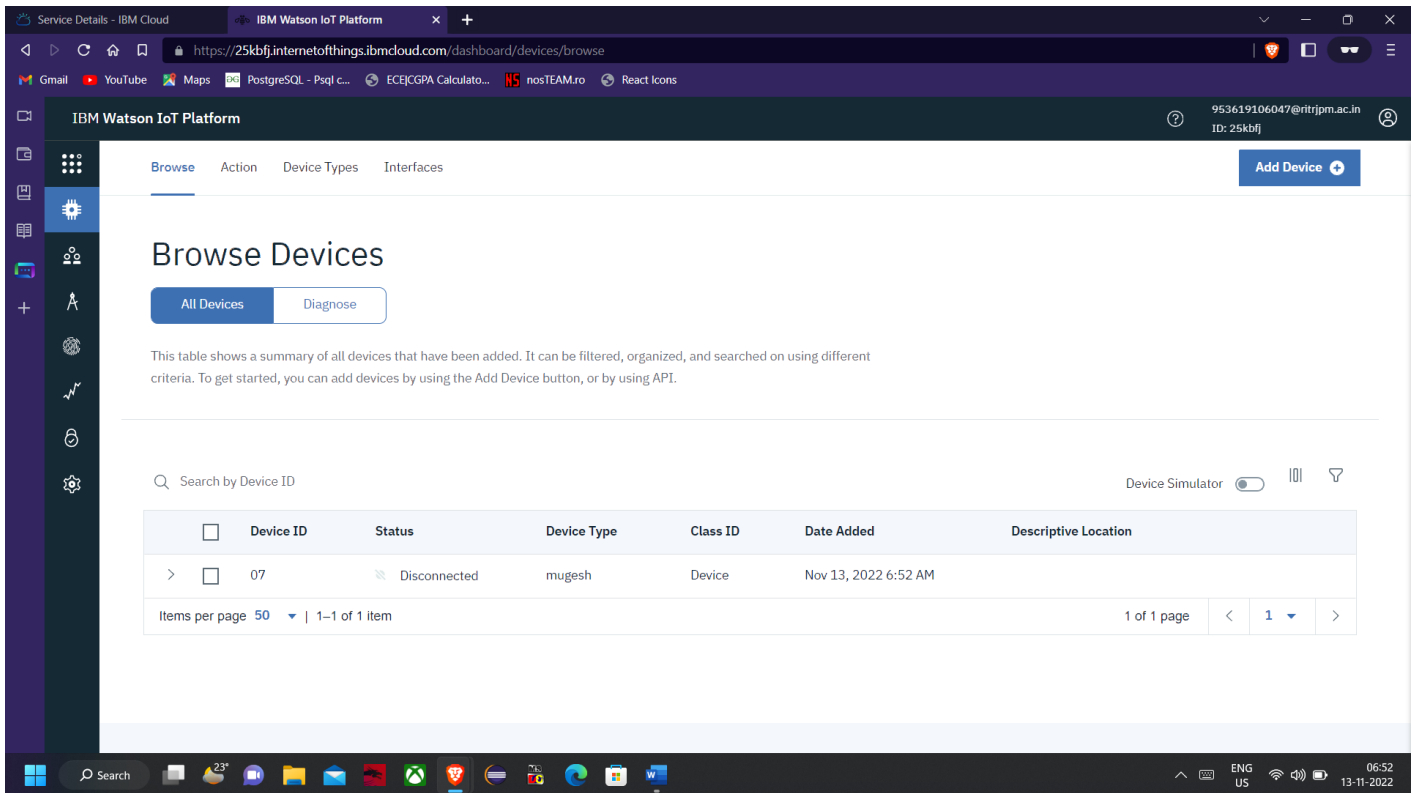 Service Details - IBM Cloud
IBM Watson IoT Platform
https://25kbfj.internetofthings.ibmcloud.com/dashboard/devices/browse
Gmail YouTube Maps PostgreSQL - Psql c... ECE|CGPA Calculato... nosTEAM.ro React Icons
IBM Watson IoT Platform
953619106047@ritrjpm.ac.in
ID: 25kbfj
Browse Action Device Types Interfaces
Add Device
Browse Devices
All Devices Diagnose
This table shows a summary of all devices that have been added. It can be filtered, organized, and searched on using different
criteria. To get started, you can add devices by using the Add Device button, or by using API.
Search by Device ID
Device Simulator
Device ID Status Device Type Class ID Date Added Descriptive Location
07 Disconnected mugesh Device Nov 13, 2022 6:52 AM
Items per page 50 | 1–1 of 1 item
1 of 1 page 1
Search
23°
ENG
US
06:52
13-11-2022